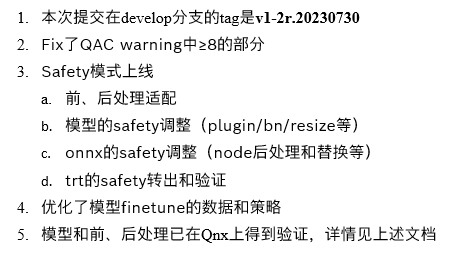 1. 本次提交在develop分支的tag是v1-2r.20230730
2. Fix了QAC warning中≥8的部分
3. Safety模式上线
a. 前、后处理适配
b. 模型的safety调整（plugin/bn/resize等）
c. onnx的safety调整（node后处理和替换等）
d. trt的safety转出和验证
4. 优化了模型finetune的数据和策略
5. 模型和前、后处理已在Qnx上得到验证，详情见上述文档